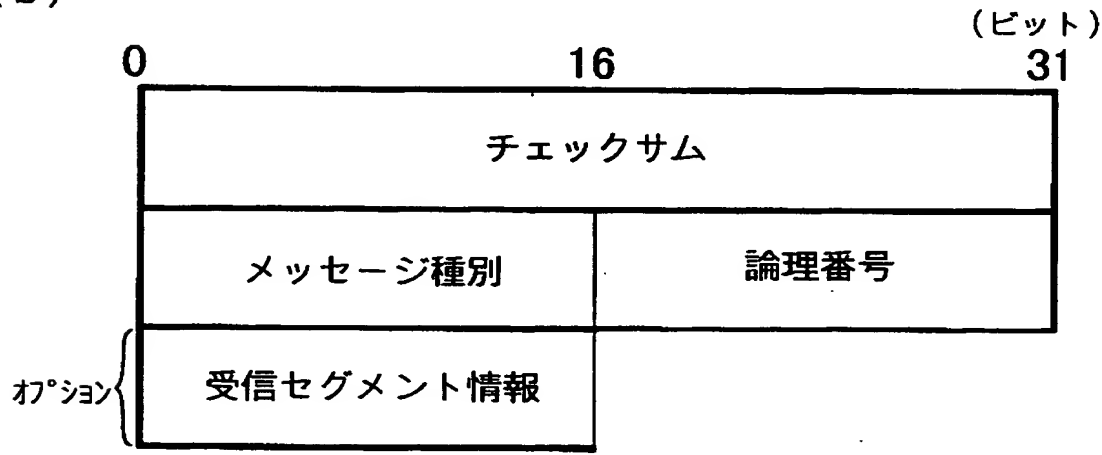 (ビット)
0 16 31
チェックサム
メッセージ種別 論理番号
オプション 受信セグメント情報